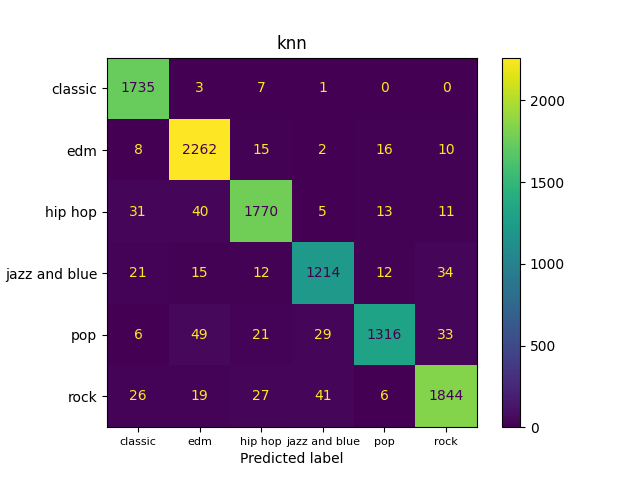 knn
classic 1735 3 7 1 0 0
edm 8 2262 15 2 16 10
hip hop 31 40 1770 5 13 11
jazz and blue 21 15 12 1214 12 34
pop 6 49 21 29 1316 33
rock 26 19 27 41 6 1844
classic edm hip hop jazz and blue pop rock
Predicted label
2000
1500
1000
500
0